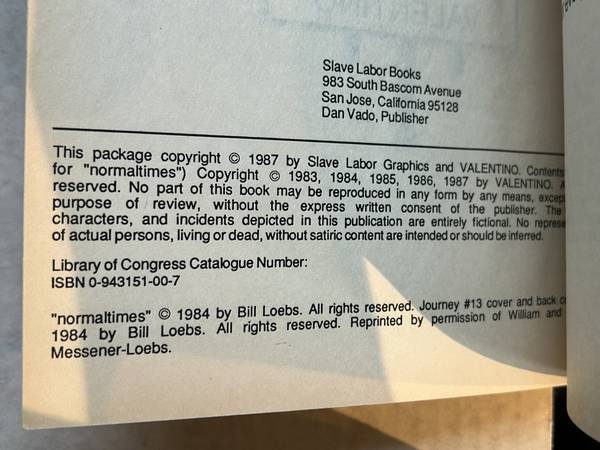 Slave Labor Books
983 South Bascom Avenue
San Jose, California 95128
Dan Vado, Publisher
This package copyright © 1987 by Slave Labor Graphics and VALENTINO. Contents
for "normaltimes") Copyright © 1983, 1984, 1985, 1986, 1987 by VALENTINO.
reserved. No part of this book may be reproduced in any form by any means,
purpose of review, without the express written consent of the publisher. The
characters, and incidents depicted in this publication are entirely fictional. No
of actual persons, living or dead, without satiric content are intended or should be inferred.
Library of Congress Catalogue Number:
ISBN 0-943151-00-7
"normaltimes" © 1984 by Bill Loebs. All rights reserved. Journey #13 cover and back
1984 by Bill Loebs. All rights reserved. Reprinted by permission of William and
Messener-Loebs.